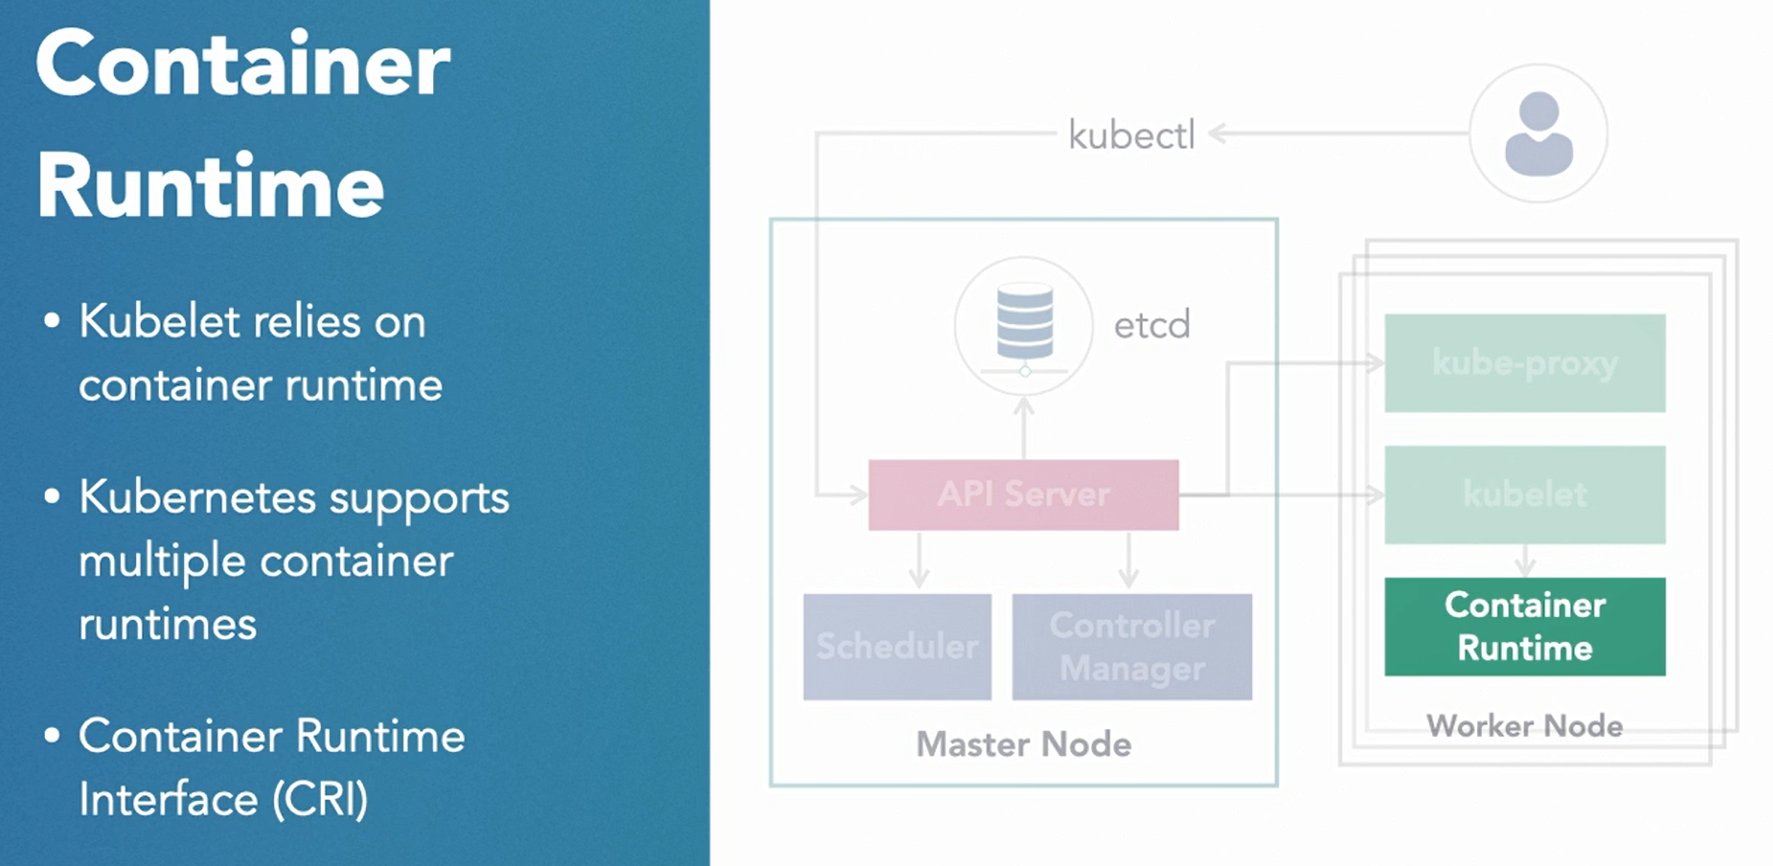 Container
Runtime
• Kubelet relies on
container runtime
• Kubernetes supports
multiple container
runtimes
• Container Runtime
Interface (CRI)
kubectl
etcd
API Server
Scheduler
Controller
Manager
Master Node
kube-proxy
kubelet
Container
Runtime
Worker Node